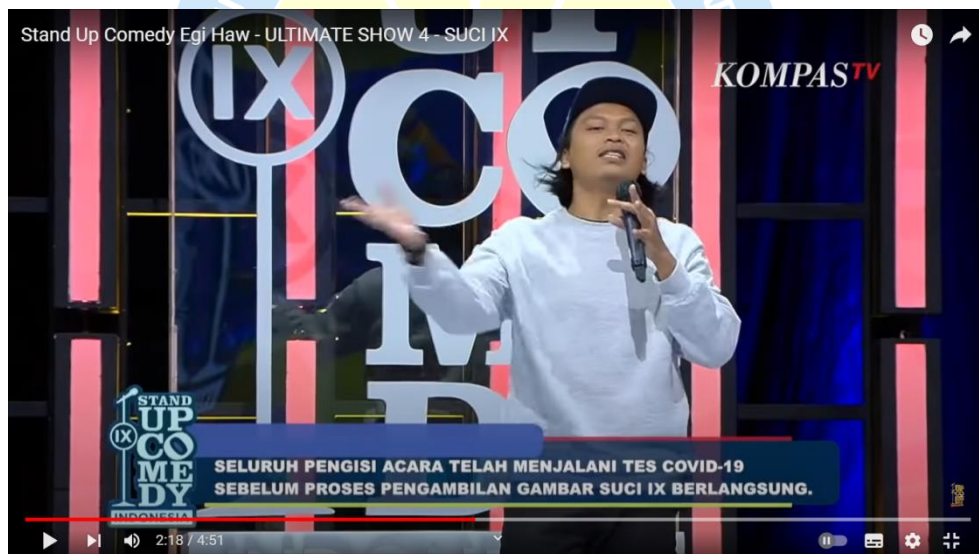 Stand Up Comedy Egi Haw - ULTIMATE SHOW 4 - SUCI IX
KOMPAS TV
IX
CO
M
STAND
UP
IX
CO
ME
DY
INDONESIA
SELURUH PENGISI ACARA TELAH MENJALANI TES COVID-19
SEBELUM PROSES PENGAMBILAN GAMBAR SUCI IX BERLANGSUNG.
2:18 / 4:51